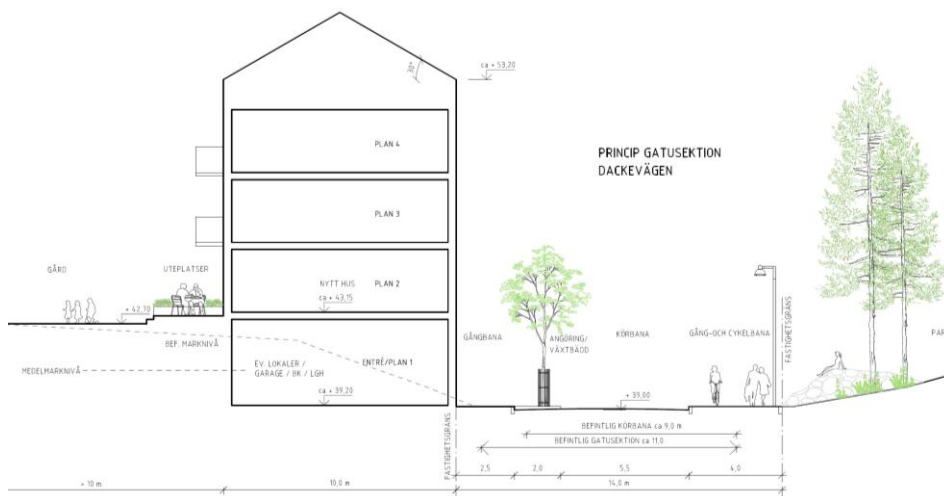 30°
ca + 53,20
PLAN 4
PRINCIP GATUSEKTION
DACKEVÄGEN
PLAN 3
GÅRD
UTEPLATSER
NYTT HUS
PLAN 2
ca + 43,15
+ 42,70
BEF. MARKNIVÅ
GÅNGBANA
ANGÖRING/
VÄXTBÄDD
KÖRBANA
GÅNG-OCH CYKELBANA
FASTIGHETSGRÄNS
PAR
MEDELMARKNIVÅ
EV. LOKALER /
GARAGE / BK / LGH
ENTRÉ/PLAN 1
ca + 39,20
+ 39,00
BEFINTLIG KÖRBANA ca 9,0 m
BEFINTLIG GATUSEKTION ca 11,0
FASTIGHETSGRÄNS
2,5
2,0
5,5
4,0
10,0 m
14,0 m